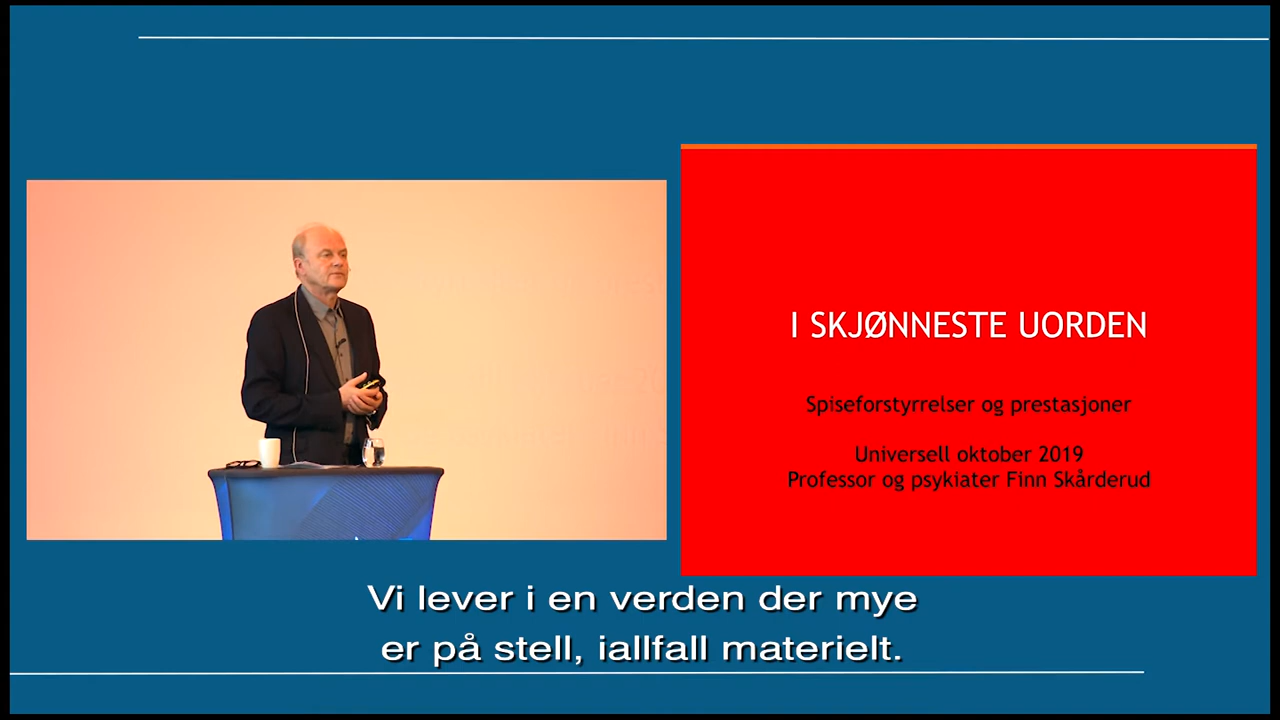 I SKJØNNESTE UORDEN
Spiseforstyrrelser og prestasjoner
Universell oktober 2019
Professor og psykiater Finn Skårderud
Vi lever i en verden der mye
er på stell, iallfall materielt.